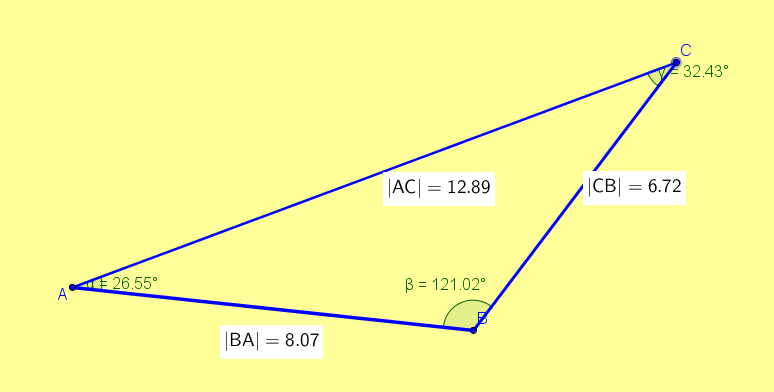 C
γ = 32.43°
|AC| = 12.89
|CB| = 6.72
α = 26.55°
A
β = 121.02°
B
|BA| = 8.07